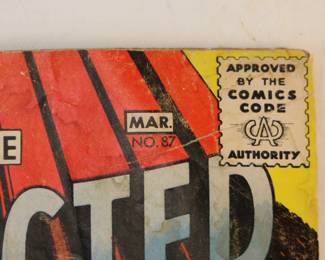 APPROVED
BY THE
COMICS
CODE
CA
AUTHORITY
MAR.
NO. 87
E
CTED